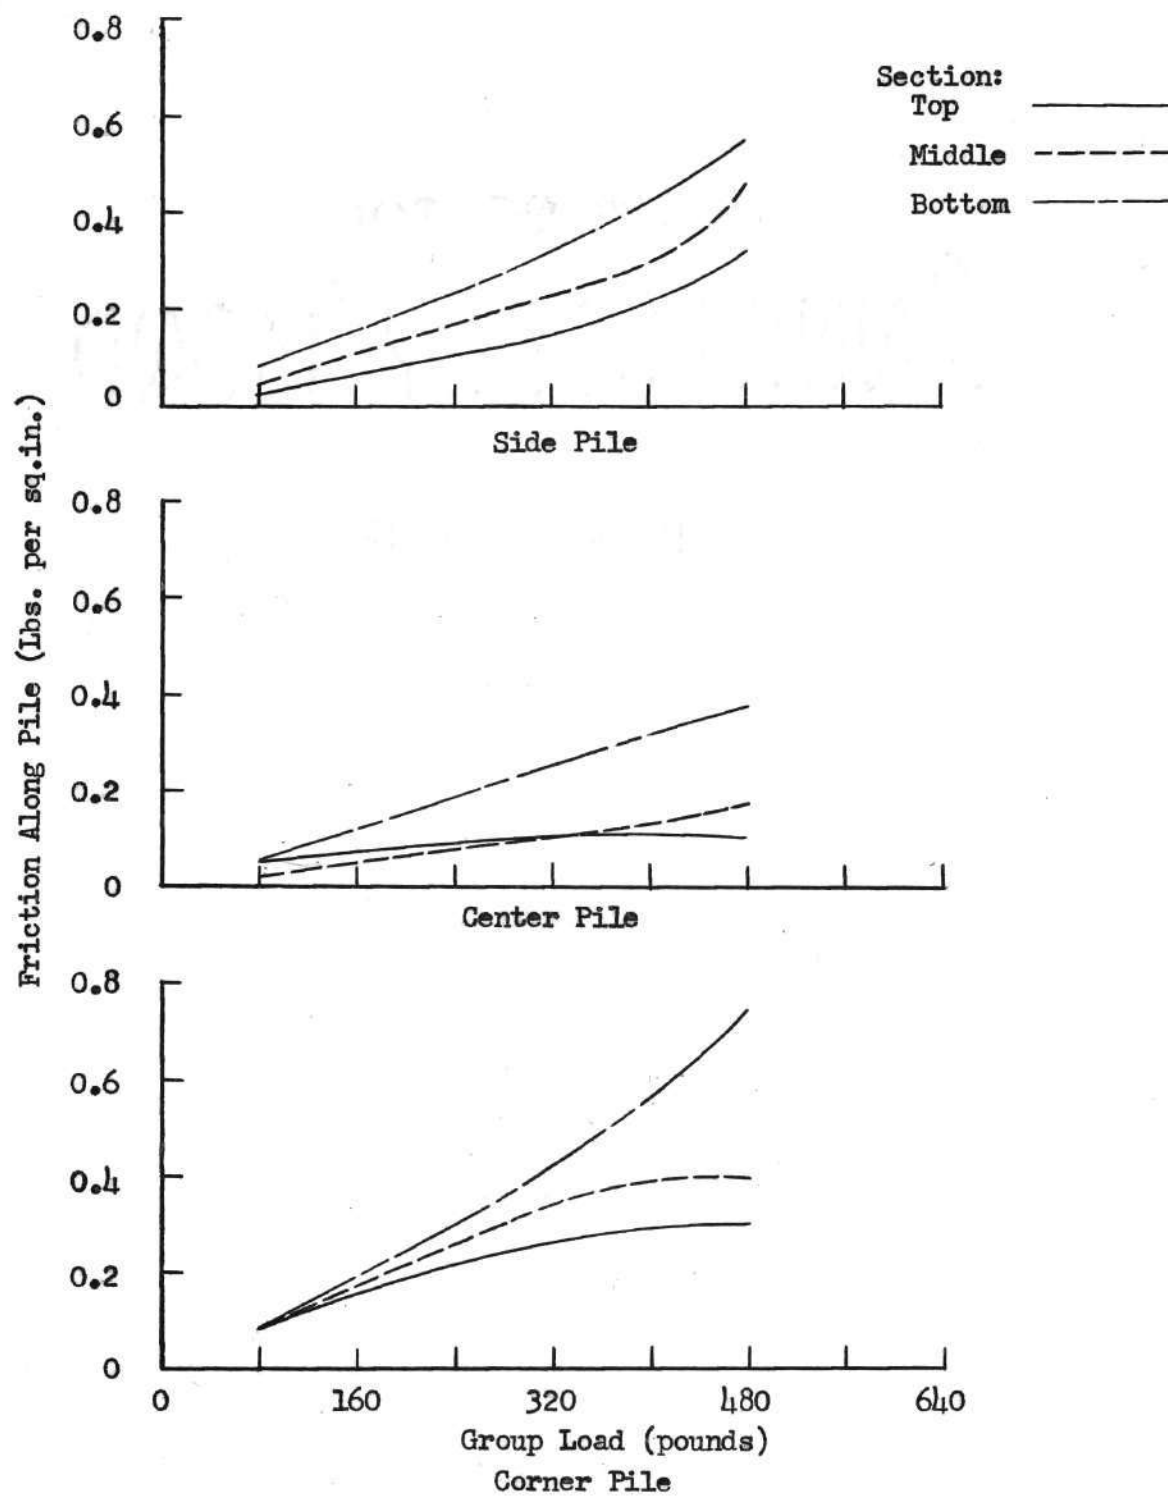 0.8
0.6
0.4
0.2
0
Section:
Top
Middle
Bottom
Side Pile
Friction Along Pile (Lbs. per sq.in.)
0.8
0.6
0.4
0.2
0
Center Pile
0.8
0.6
0.4
0.2
0
0 160 320 480 640
Group Load (pounds)
Corner Pile